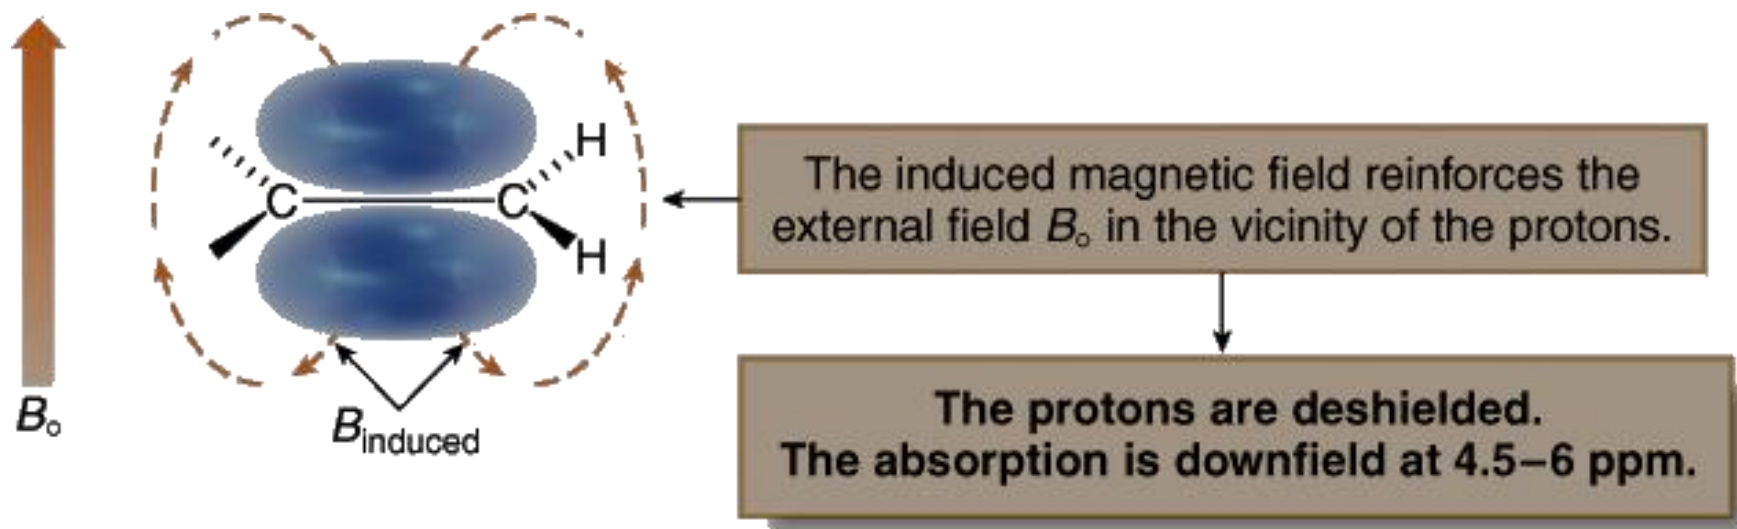 H
C
C
H
The induced magnetic field reinforces the
external field Bₒ in the vicinity of the protons.
Bₒ
Binduced
The protons are deshielded.
The absorption is downfield at 4.5–6 ppm.